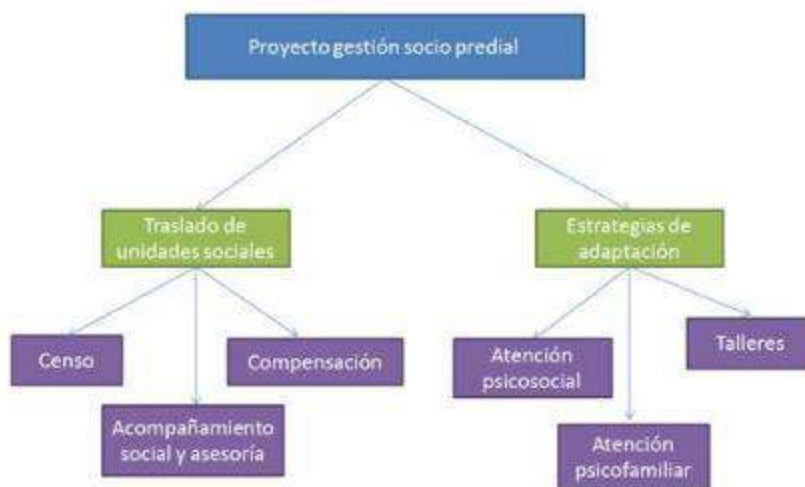 Proyecto gestión socio predial
Traslado de
unidades sociales
Estrategias de
adaptación
Censo
Compensación
Acompañamiento
social y asesoría
Atención
psicosocial
Talleres
Atención
psicofamiliar